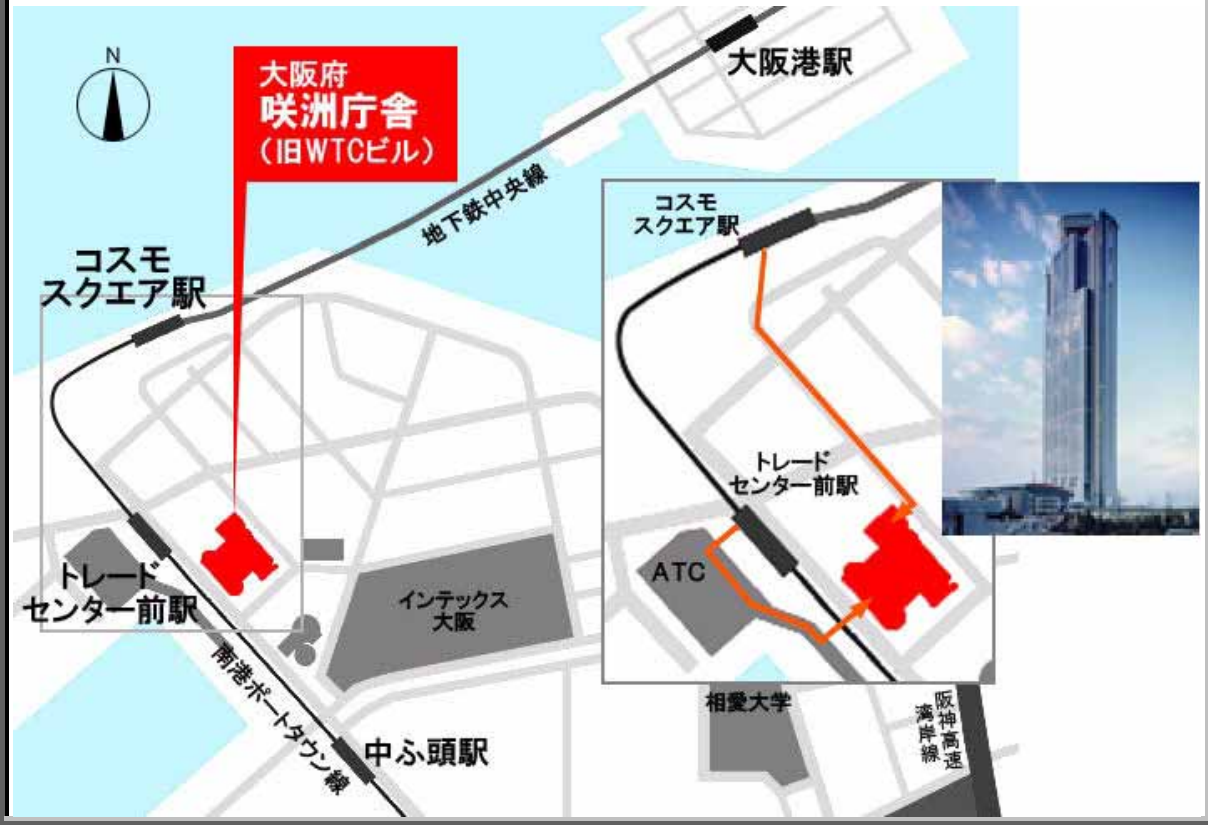 N
大阪府
咲洲庁舎
(旧WTCビル)
大阪港駅
地下鉄中央線
コスモ
スクエア駅
コスモ
スクエア駅
トレード
センター前駅
ATC
トレード
センター前駅
インテックス
大阪
南港ポートタウン線
中ふ頭駅
相愛大学
阪神高速
湾岸線